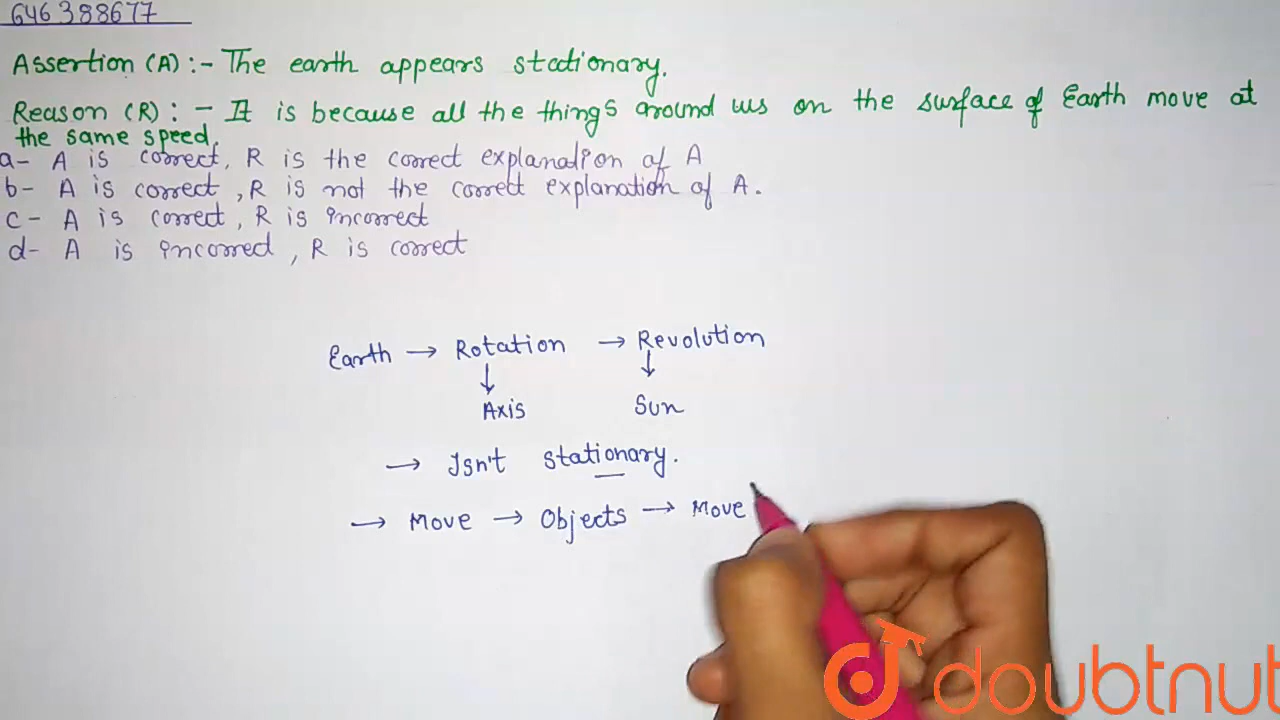 646388677
Assertion (A) :- The earth appears stationary.
Reason (R) : - It is because all the things around us on the surface of Earth move at
the same speed.
a- A is correct, R is the correct explanation of A
b- A is correct , R is not the correct explanation of A.
c- A is correct, R is incorrect
d- A is incorrect , R is correct
Earth → Rotation → Revolution
↓ ↓
Axis Sun
→ Isn't stationary.
→ Move → Objects → Move
doubtnut